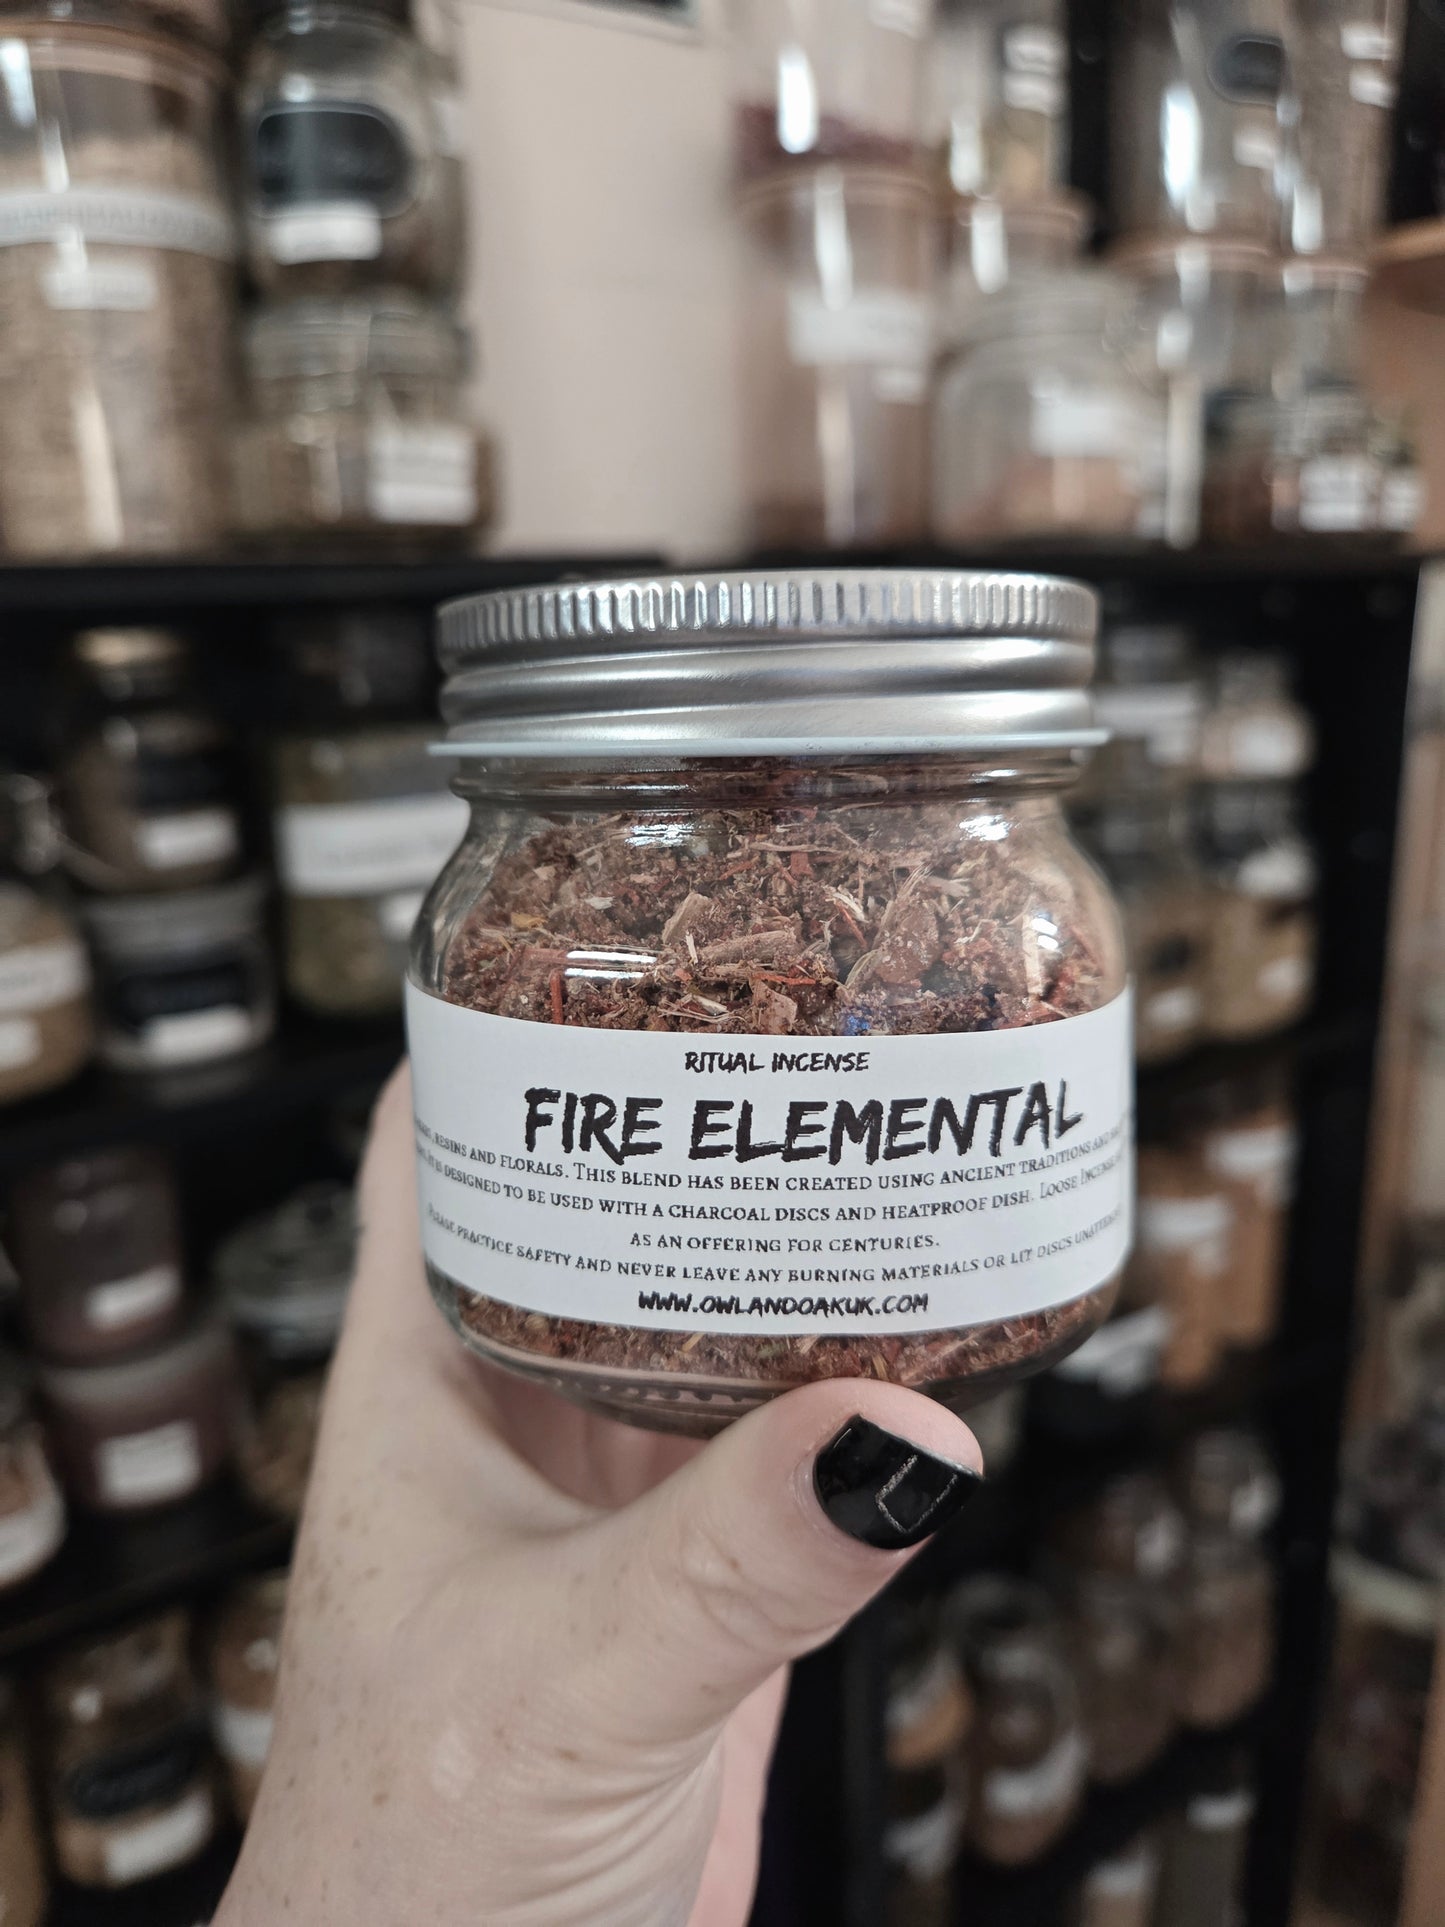 RITUAL INCENSE
FIRE ELEMENTAL
RESINS AND FLORALS. THIS BLEND HAS BEEN CREATED USING ANCIENT TRADITIONS AND
IS DESIGNED TO BE USED WITH A CHARCOAL DISCS AND HEATPROOF DISH. LOOSE INCENSE
AS AN OFFERING FOR CENTURIES.
PLEASE PRACTICE SAFETY AND NEVER LEAVE ANY BURNING MATERIALS OR LIT DISCS
WWW.OWLANDOAKUK.COM